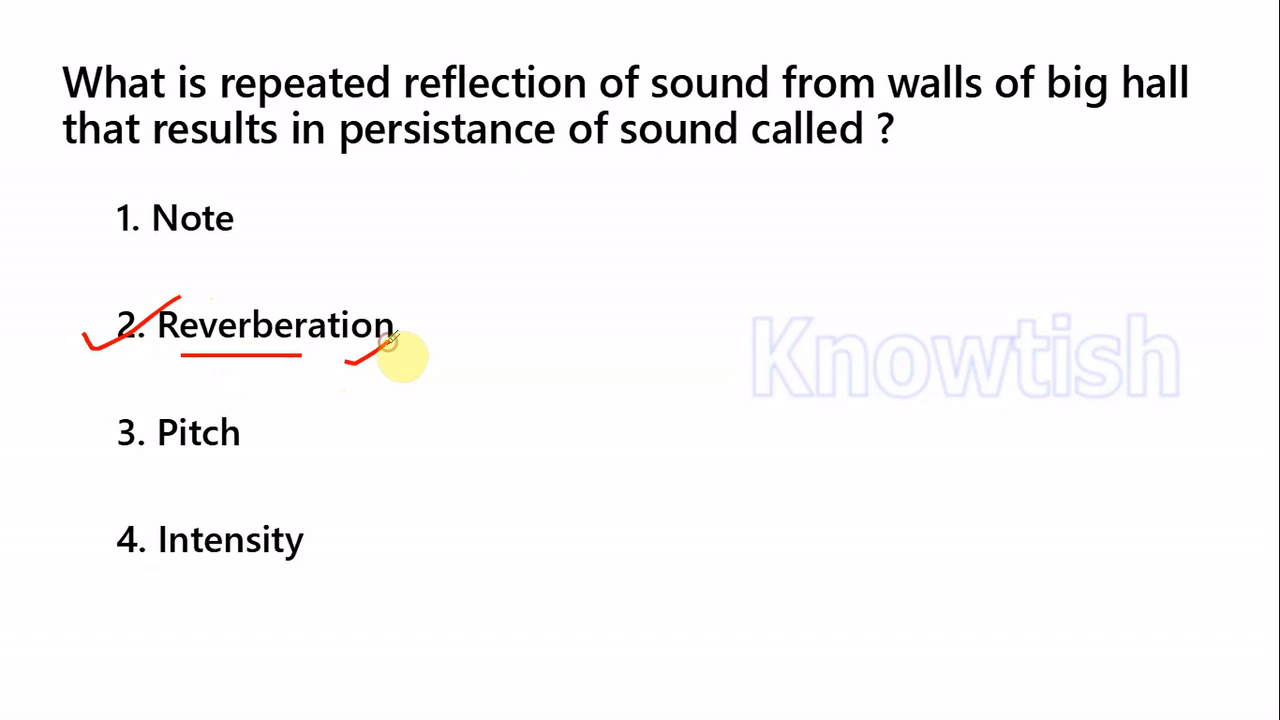 What is repeated reflection of sound from walls of big hall
that results in persistance of sound called ?
1. Note
2. Reverberation
Knowtish
3. Pitch
4. Intensity